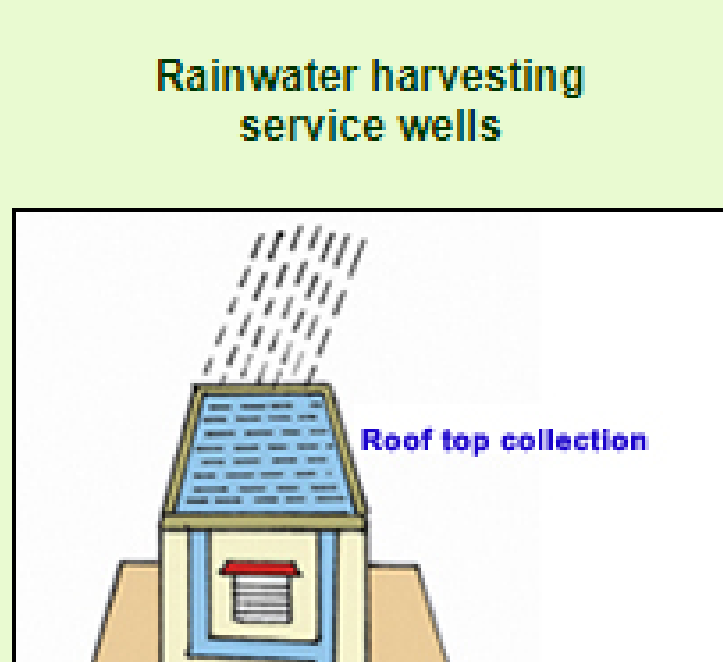 Rainwater harvesting
service wells
Roof top collection